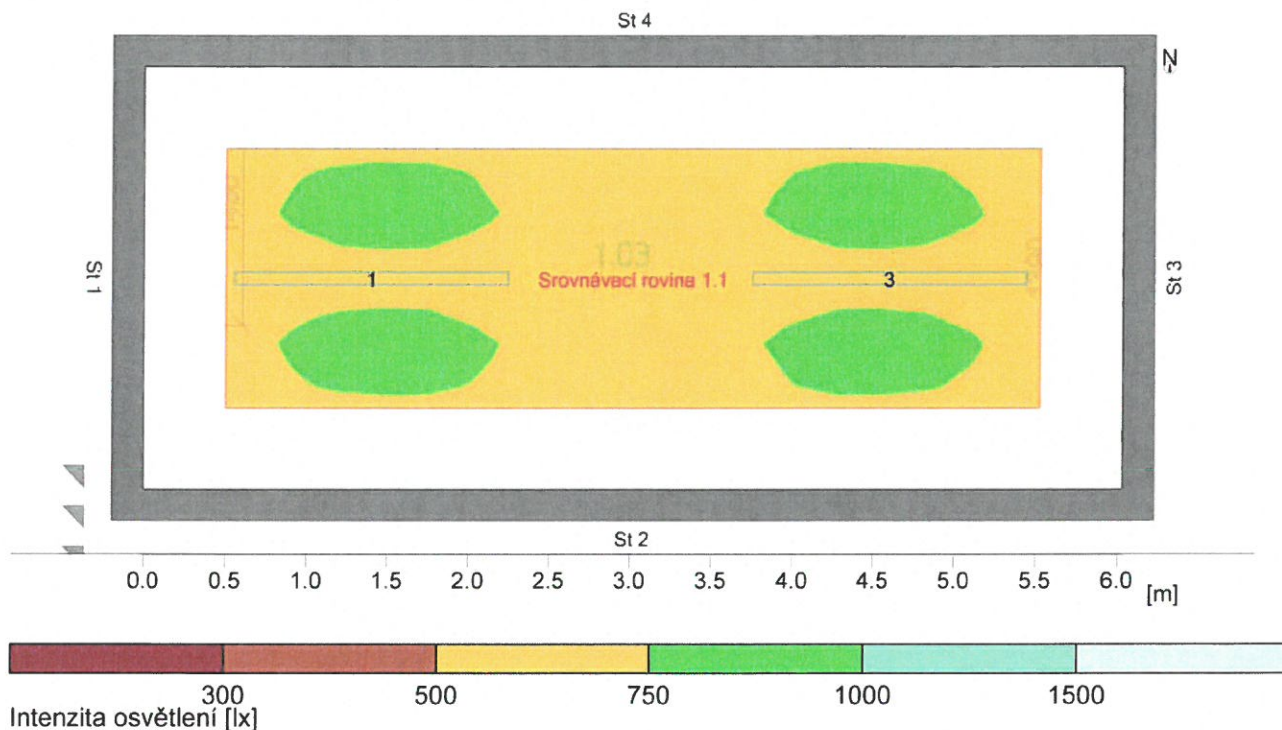 St 4
N
1.03
St 1
1
Srovnávací rovina 1.1
3
St 3
St 2
0.0 0.5 1.0 1.5 2.0 2.5 3.0 3.5 4.0 4.5 5.0 5.5 6.0 [m]
300 500 750 1000 1500
Intenzita osvětlení [lx]